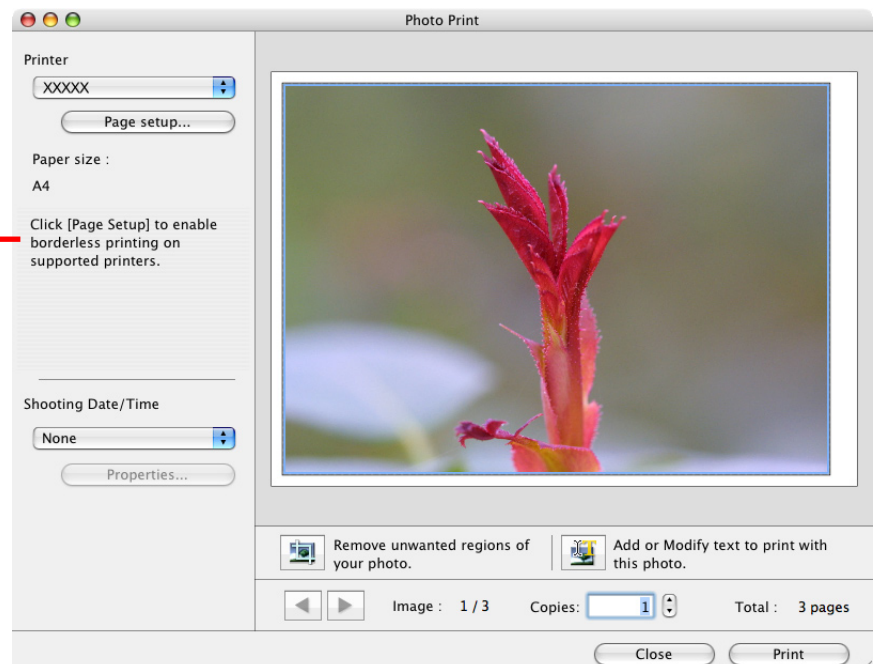 Photo Print
Printer
XXXXX
Page setup...
Paper size :
A4
Click [Page Setup] to enable
borderless printing on
supported printers.
Shooting Date/Time
None
Properties...
Remove unwanted regions of
your photo.
Add or Modify text to print with
this photo.
Image : 1 / 3 Copies: 1 Total : 3 pages
Close Print